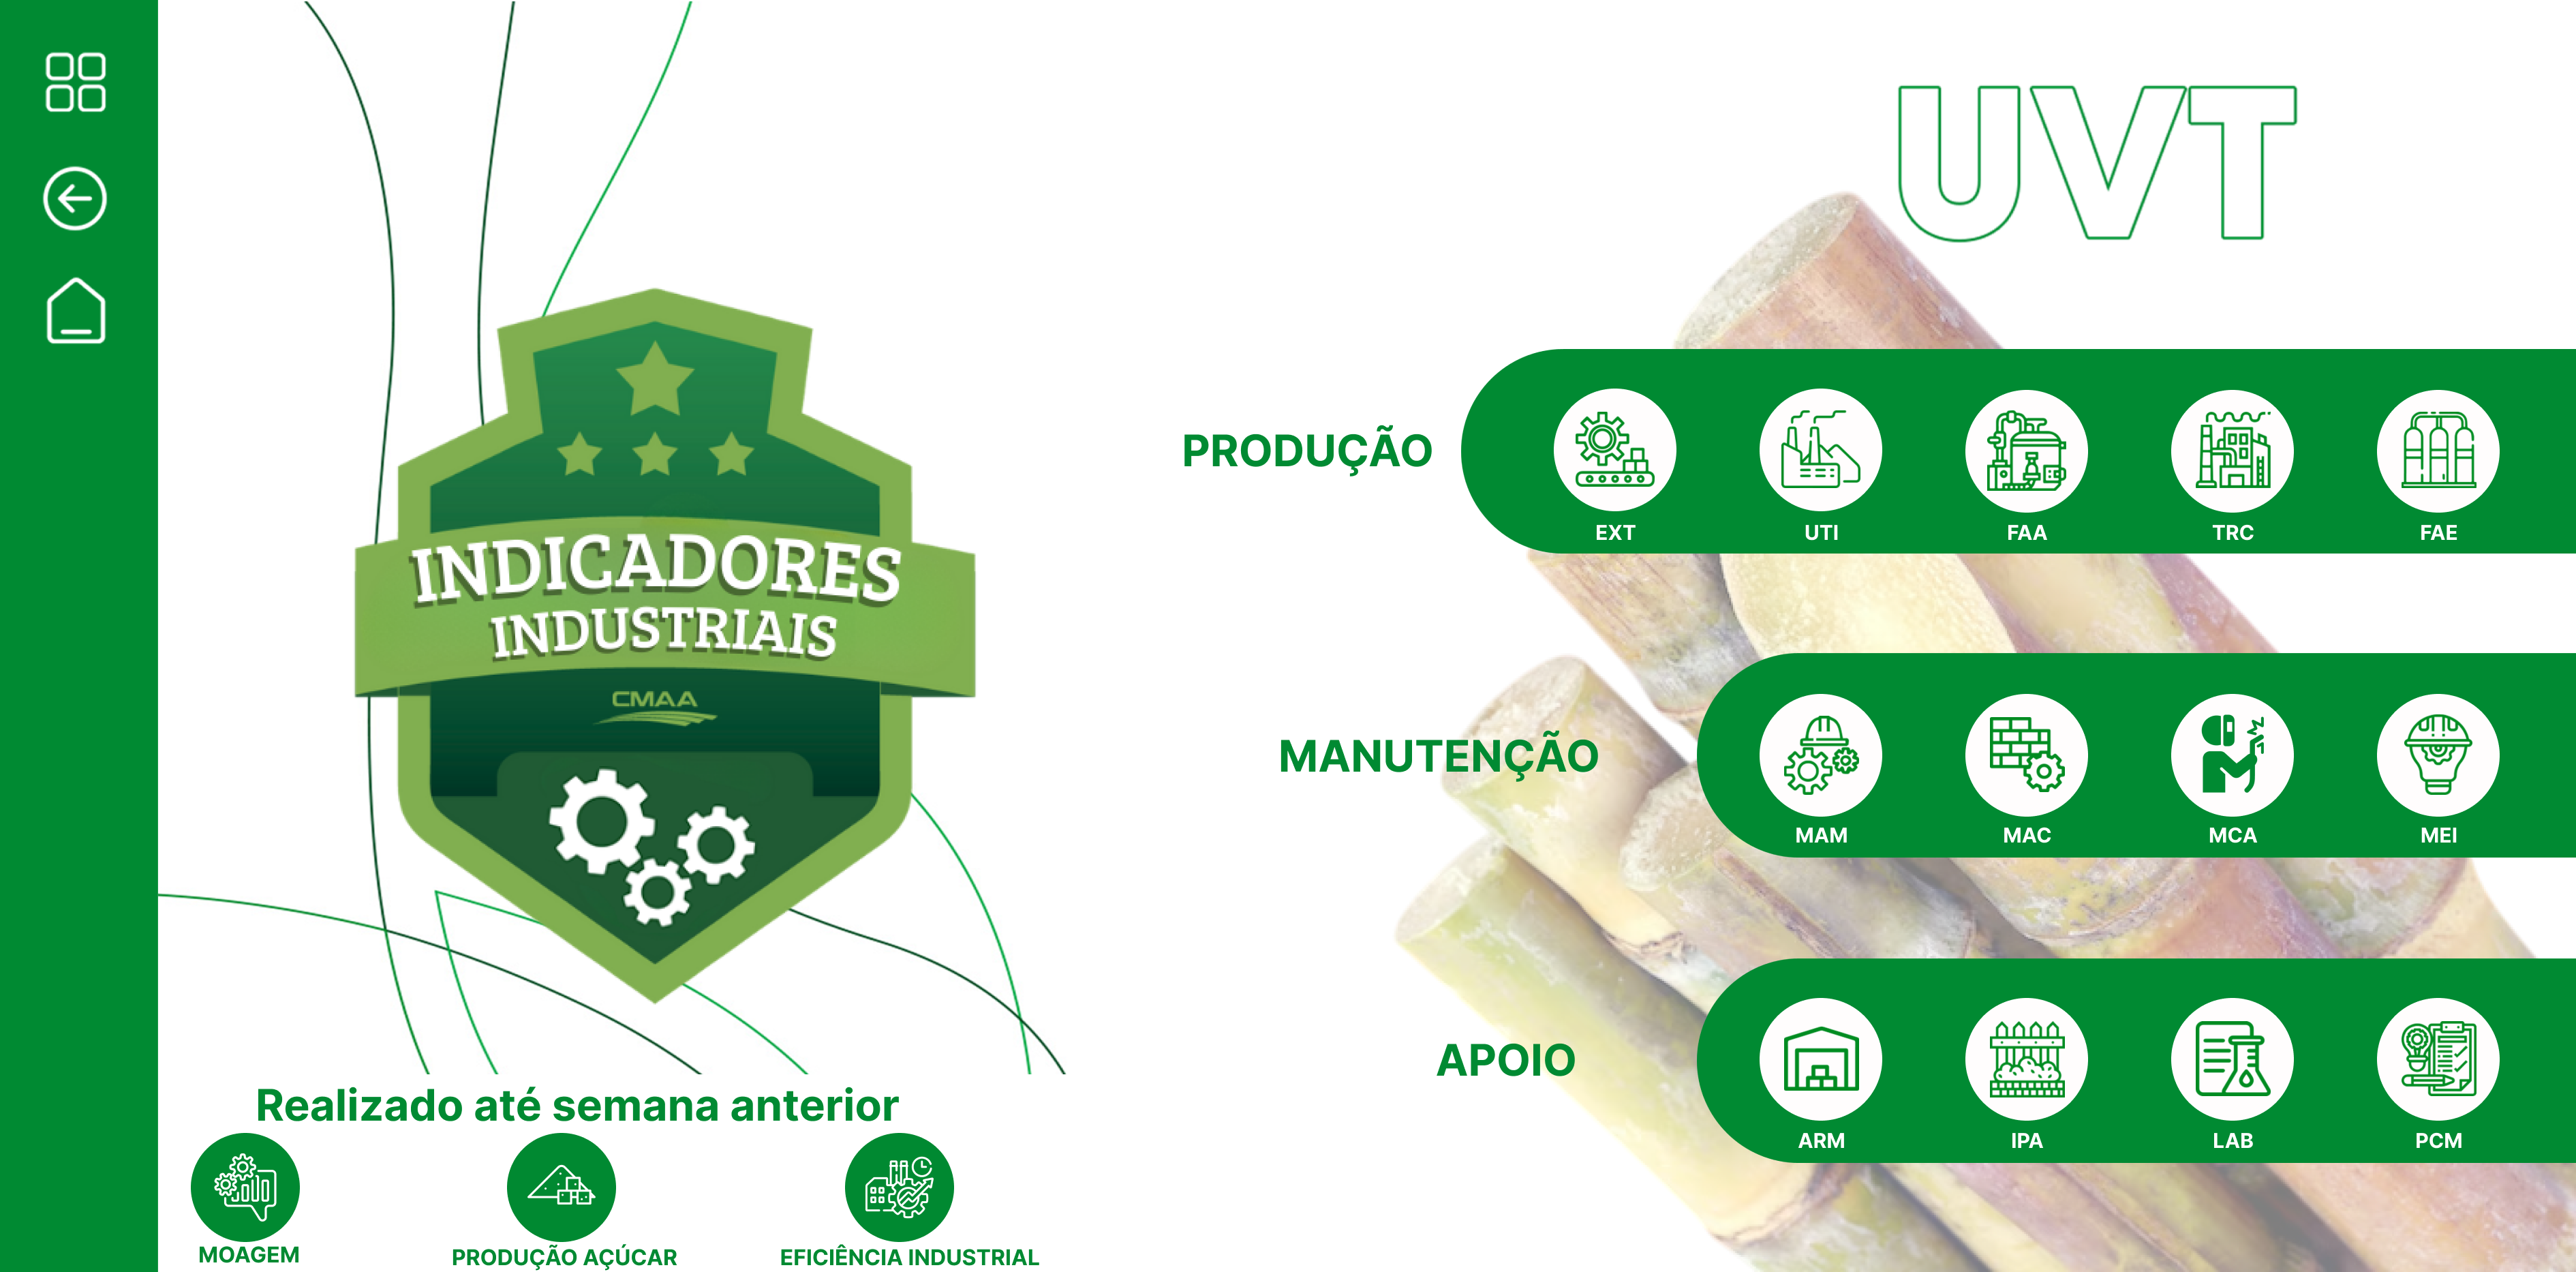 UVT
INDICADORES
INDUSTRIAIS
CMAA
PRODUÇÃO
EXT
UTI
FAA
TRC
FAE
MANUTENÇÃO
MAM
MAC
MCA
MEI
APOIO
ARM
IPA
LAB
PCM
Realizado até semana anterior
MOAGEM
PRODUÇÃO AÇÚCAR
EFICIÊNCIA INDUSTRIAL